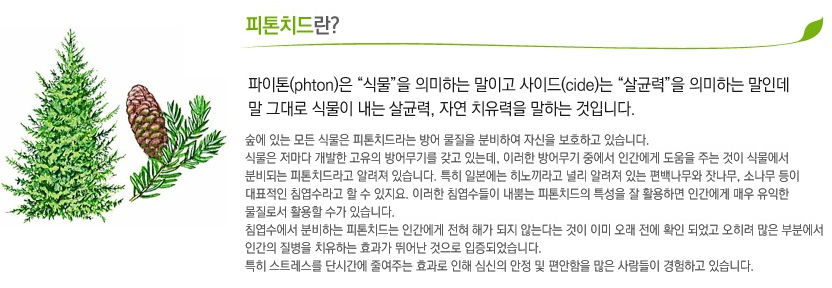 피톤치드란?
파이톤(phton)은 “식물”을 의미하는 말이고 사이드(cide)는 “살균력”을 의미하는 말인데
말 그대로 식물이 내는 살균력, 자연 치유력을 말하는 것입니다.
숲에 있는 모든 식물은 피톤치드라는 방어 물질을 분비하여 자신을 보호하고 있습니다.
식물은 저마다 개발한 고유의 방어무기를 갖고 있는데, 이러한 방어무기 중에서 인간에게 도움을 주는 것이 식물에서
분비되는 피톤치드라고 알려져 있습니다. 특히 일본에는 히노끼라고 널리 알려져 있는 편백나무와 잣나무, 소나무 등이
대표적인 침엽수라고 할 수 있지요. 이러한 침엽수들이 내뿜는 피톤치드의 특성을 잘 활용하면 인간에게 매우 유익한
물질로서 활용할 수가 있습니다.
침엽수에서 분비하는 피톤치드는 인간에게 전혀 해가 되지 않는다는 것이 이미 오래 전에 확인 되었고 오히려 많은 부분에서
인간의 질병을 치유하는 효과가 뛰어난 것으로 입증되었습니다.
특히 스트레스를 단시간에 줄여주는 효과로 인해 심신의 안정 및 편안함을 많은 사람들이 경험하고 있습니다.